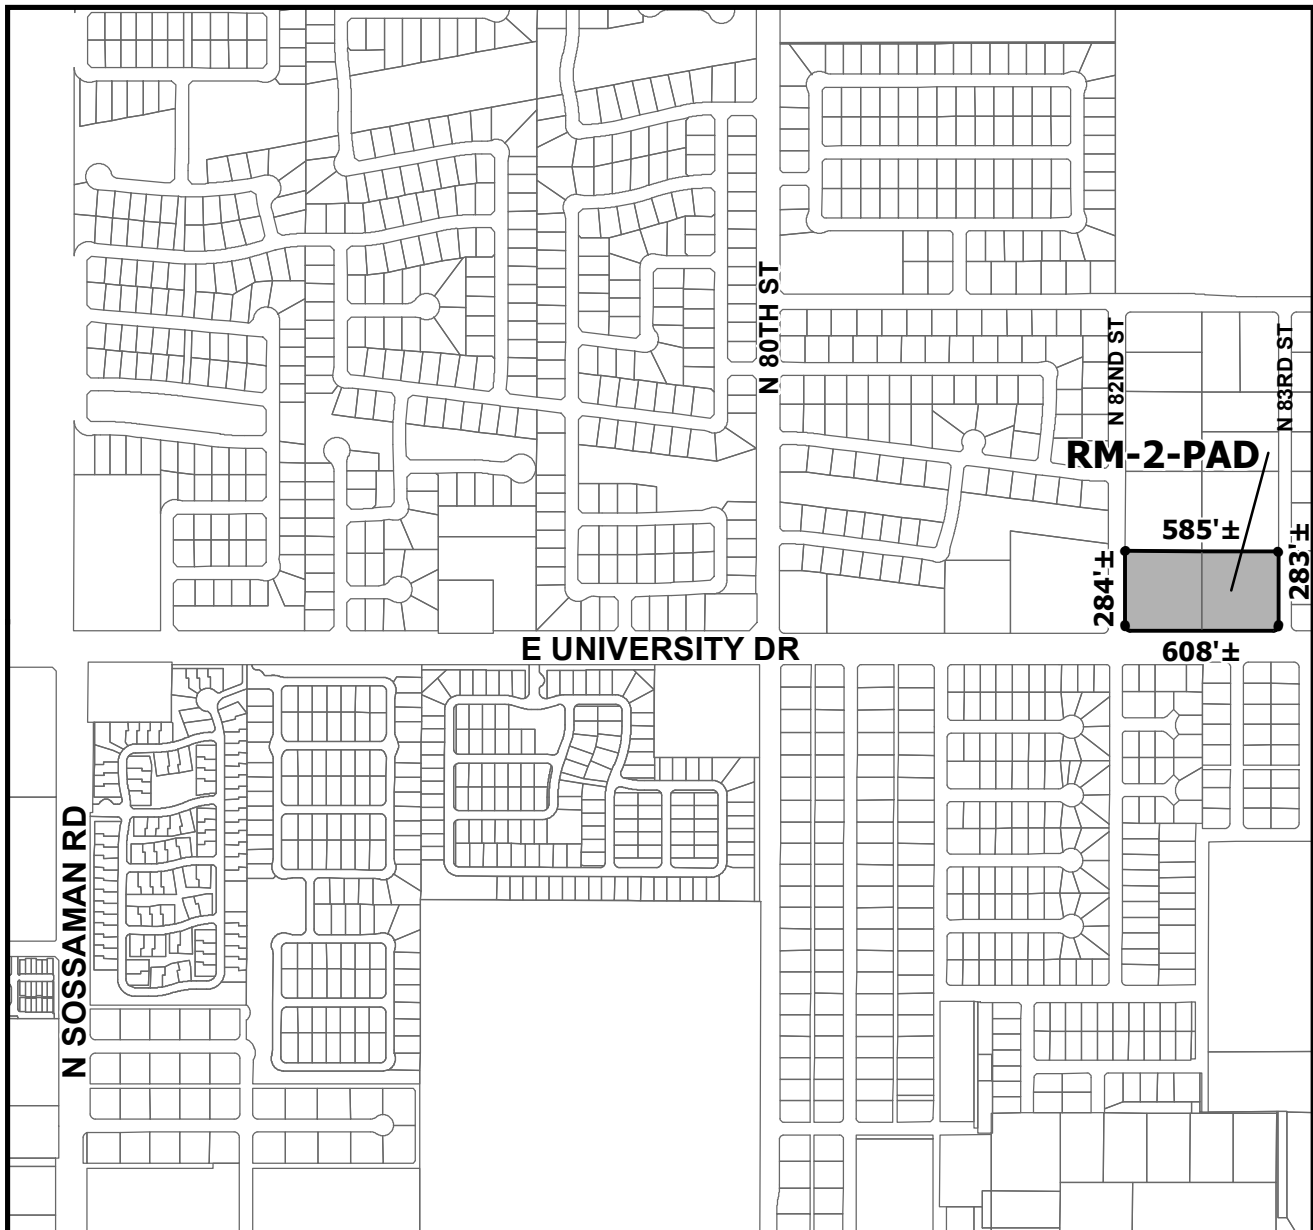 N 80TH ST
N 82ND ST
N 83RD ST
RM-2-PAD
585'±
284'±
283'±
608'±
E UNIVERSITY DR
N SOSSAMAN RD